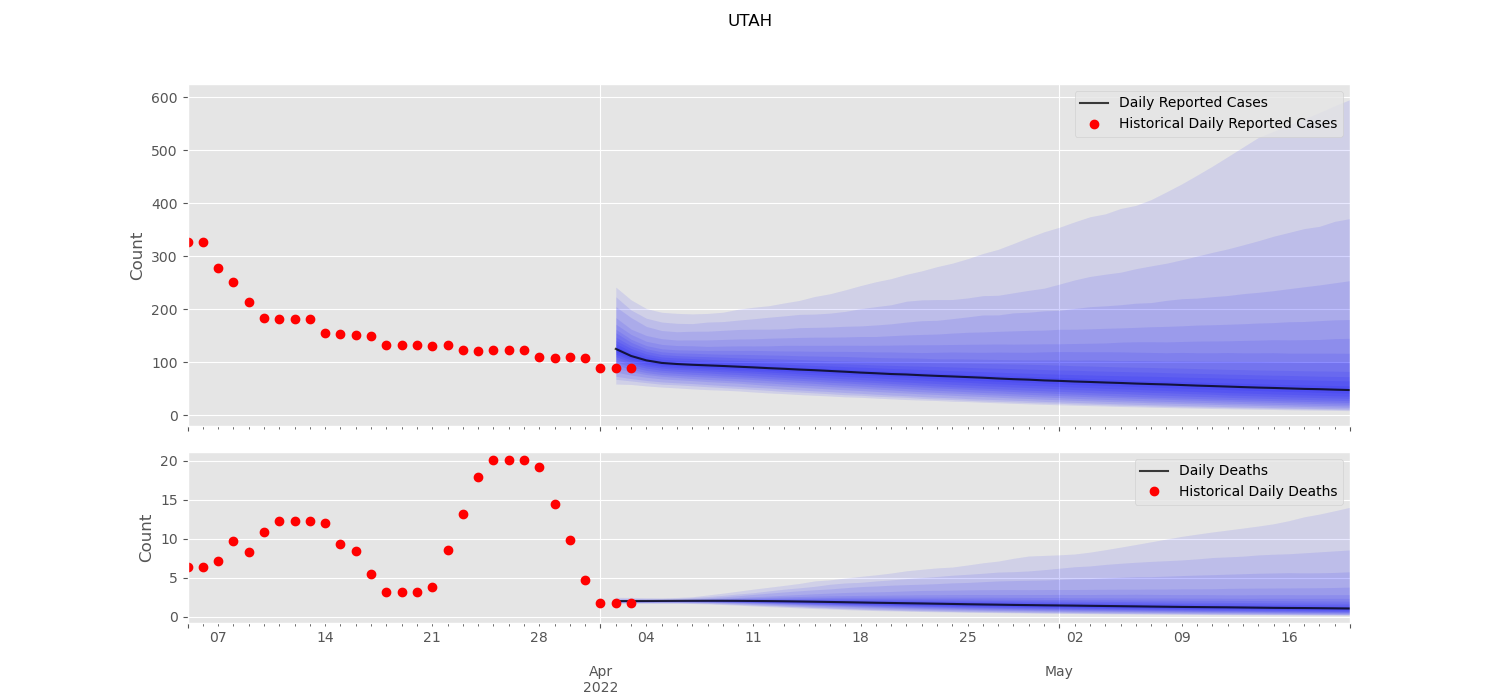 UTAH
600
500
400
300
200
100
0
Count
Daily Reported Cases
Historical Daily Reported Cases
20
15
10
5
0
Count
Daily Deaths
Historical Daily Deaths
07 14 21 28 04 11 18 25 02 09 16
Apr May
2022